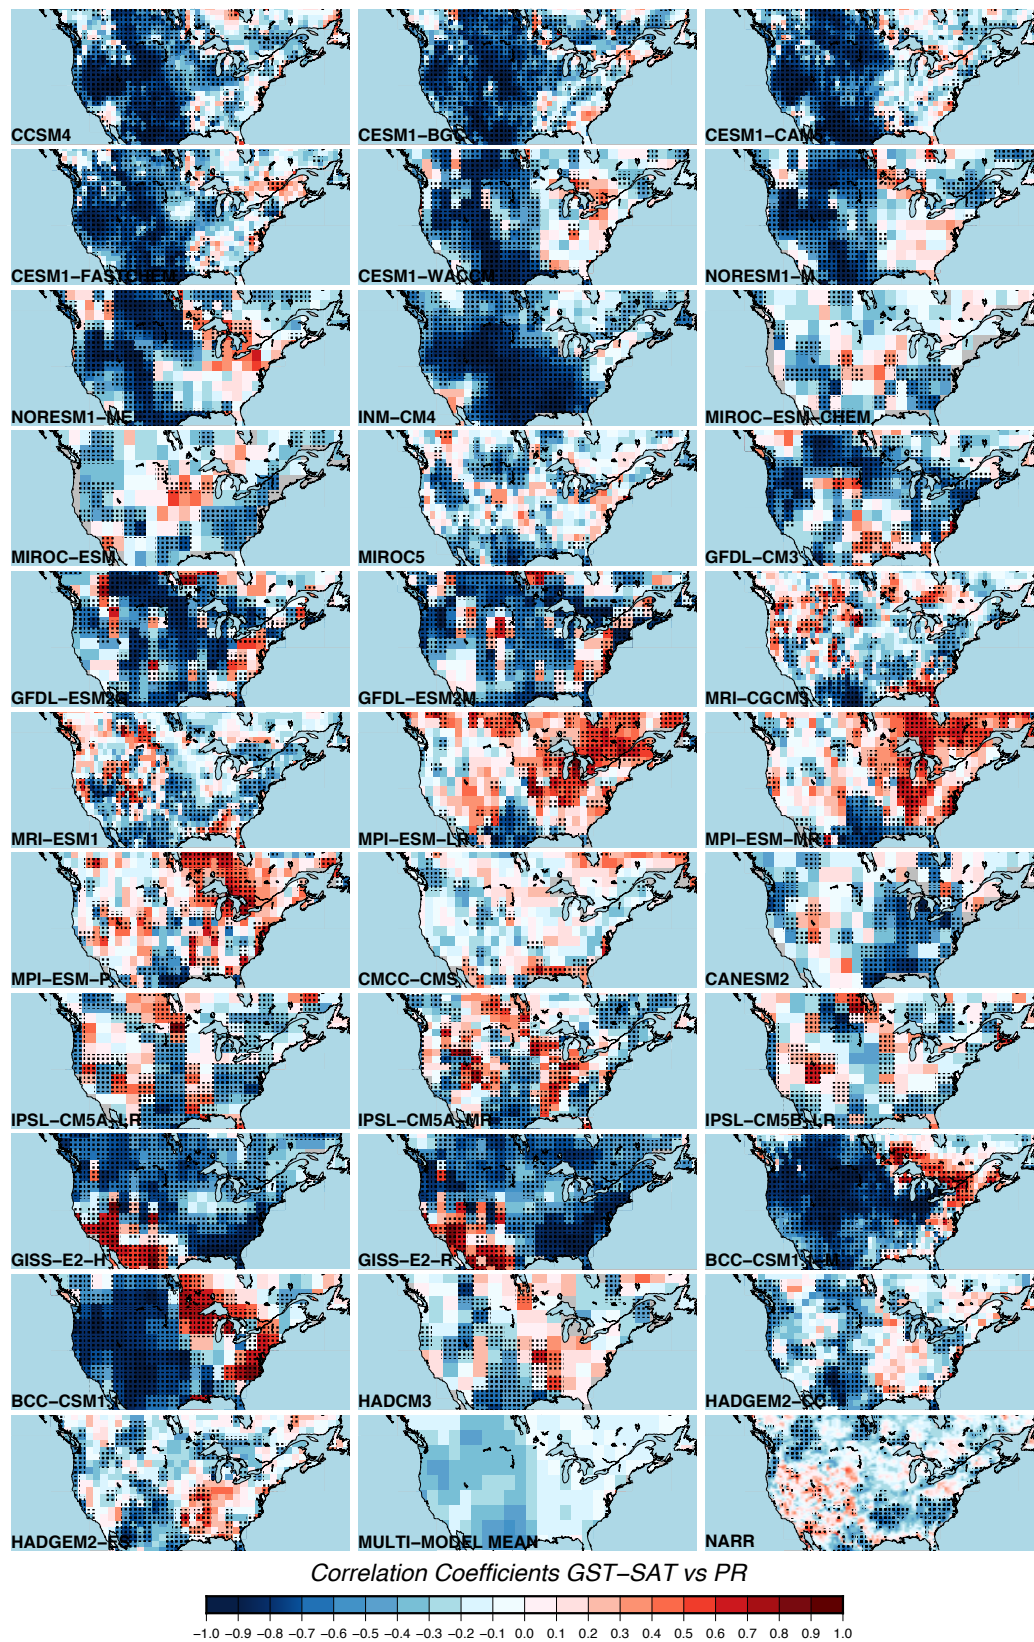 CCSM4
CESM1-BGC
CESM1-CAM5
CESM1-FASTCHEM
CESM1-WACCM
NORESM1-M
NORESM1-ME
INM-CM4
MIROC-ESM-CHEM
MIROC-ESM
MIROC5
GFDL-CM3
GFDL-ESM2G
GFDL-ESM2M
MRI-CGCM3
MRI-ESM1
MPI-ESM-LR
MPI-ESM-MR
MPI-ESM-P
CMCC-CMS
CANESM2
IPSL-CM5A-LR
IPSL-CM5A-MR
IPSL-CM5B-LR
GISS-E2-H
GISS-E2-R
BCC-CSM1.1-M
BCC-CSM1.1
HADCM3
HADGEM2-CC
HADGEM2-ES
MULTI-MODEL MEAN
NARR
Correlation Coefficients GST-SAT vs PR
-1.0 -0.9 -0.8 -0.7 -0.6 -0.5 -0.4 -0.3 -0.2 -0.1 0.0 0.1 0.2 0.3 0.4 0.5 0.6 0.7 0.8 0.9 1.0